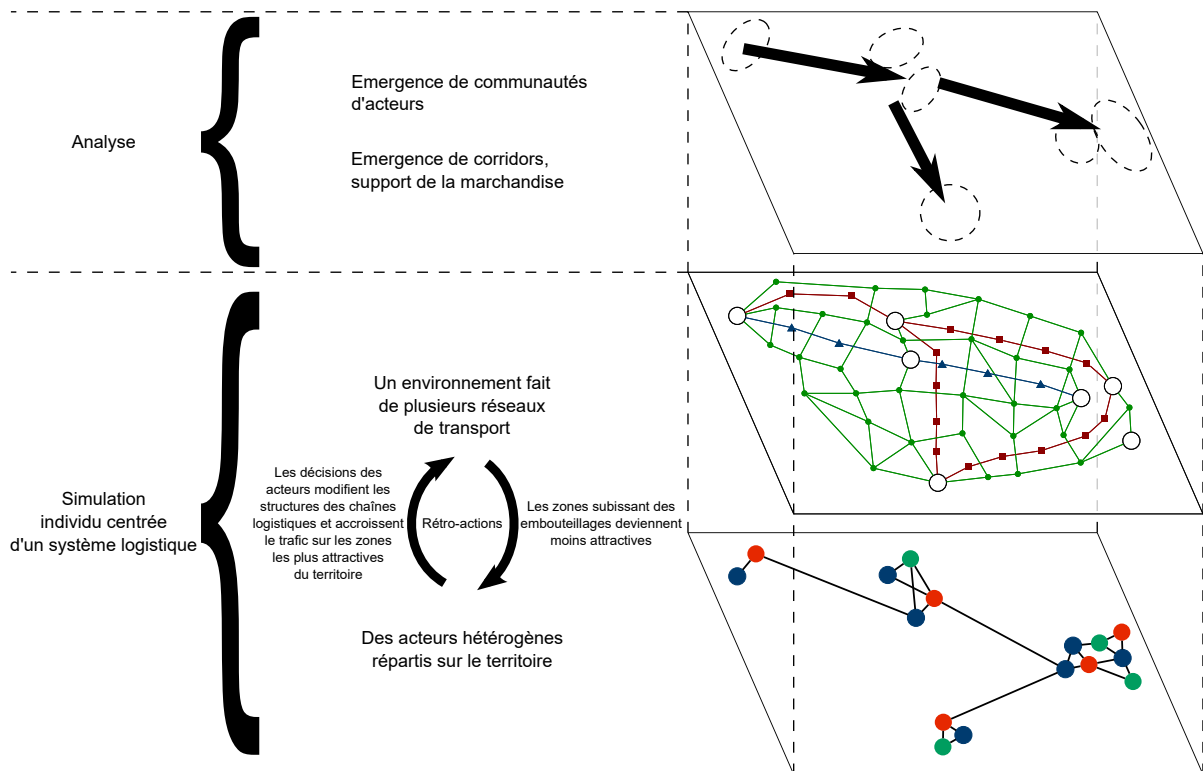 Emergence de communautés
d'acteurs
Analyse
Emergence de corridors,
support de la marchandise
Un environnement fait
de plusieurs réseaux
de transport
Les décisions des
acteurs modifient les
structures des chaînes
logistiques et accroissent
le trafic sur les zones
les plus attractives
du territoire
Rétro-actions
Les zones subissant des
embouteillages deviennent
moins attractives
Simulation
individu centrée
d'un système logistique
Des acteurs hétérogènes
répartis sur le territoire